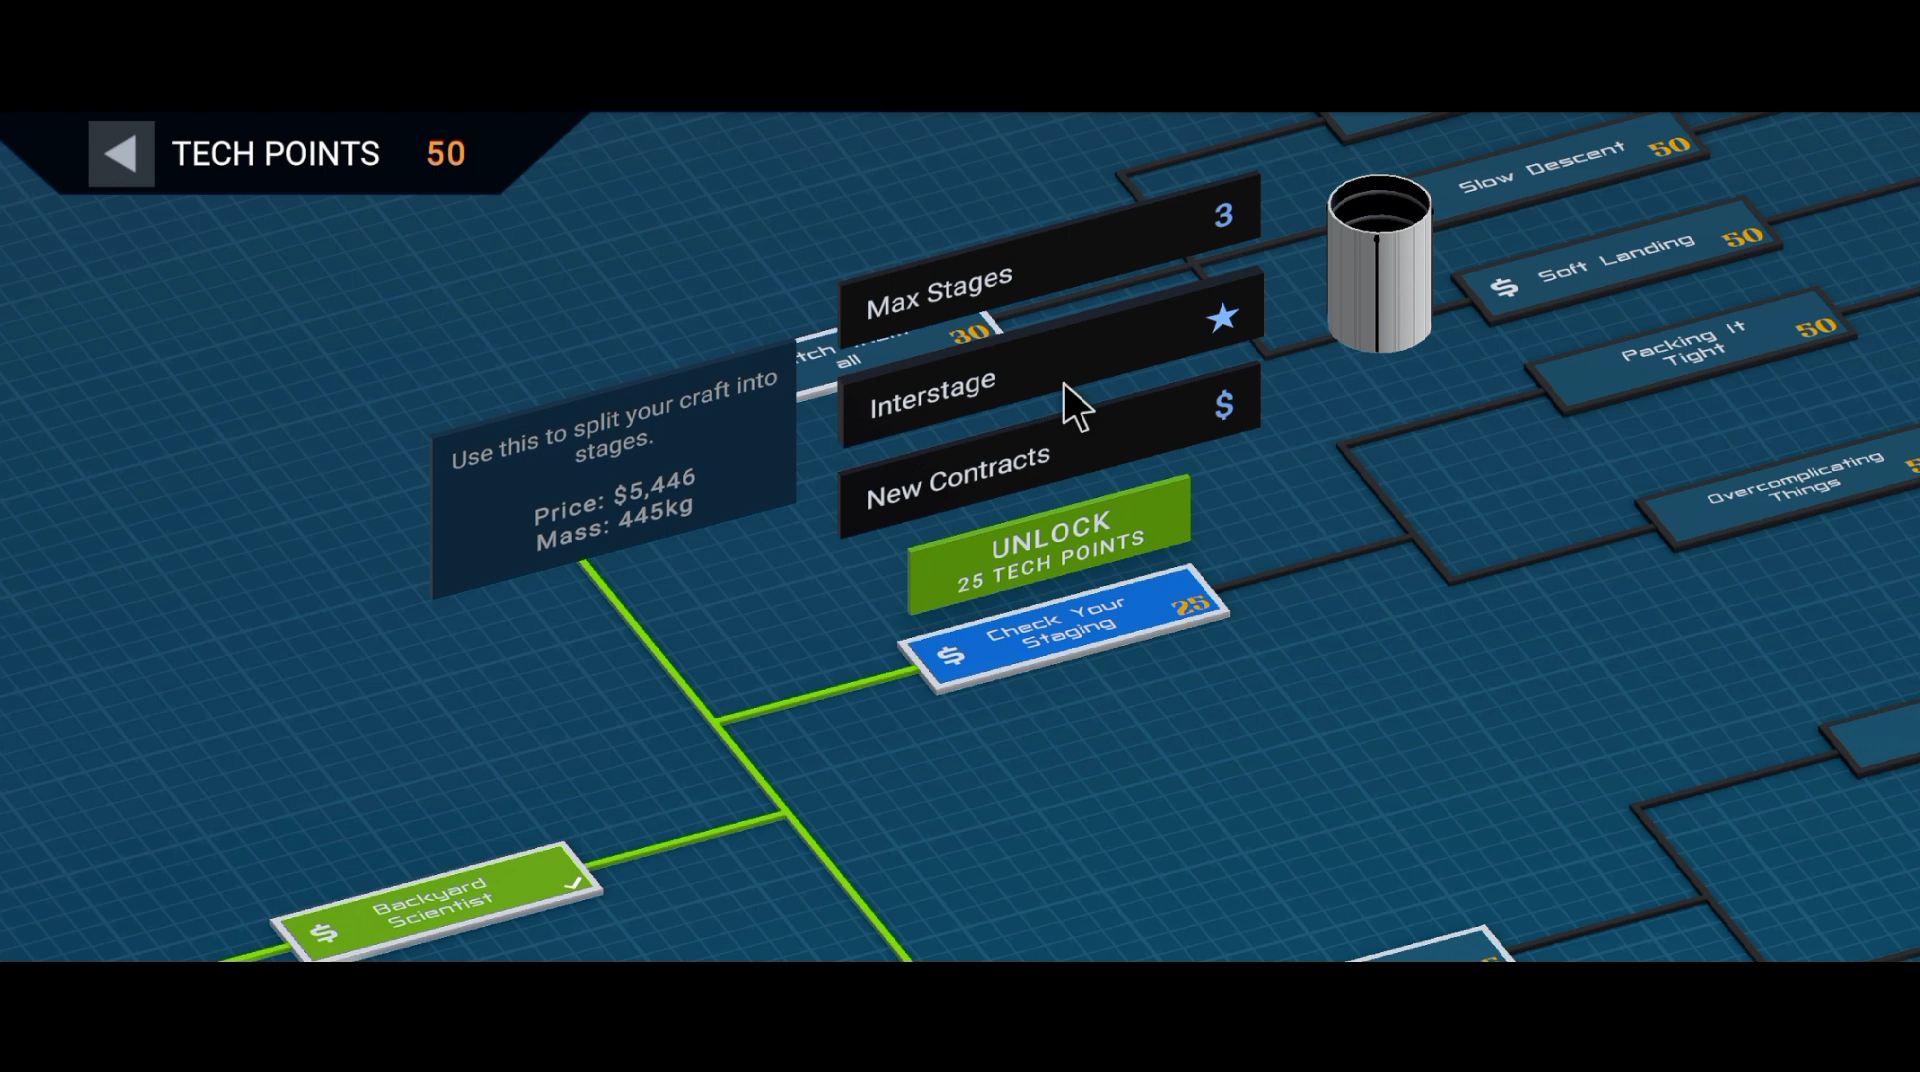 TECH POINTS 50
Slow Descent 50
Max Stages 3
$ Soft Landing 50
30
all
Interstage
Packing It
Tight
50
Use this to split your craft into
stages.
Price: $5,446
Mass: 445kg
New Contracts $
Overcomplicating
Things
UNLOCK
25 TECH POINTS
$ Check Your
Staging
25
$ Backyard
Scientist